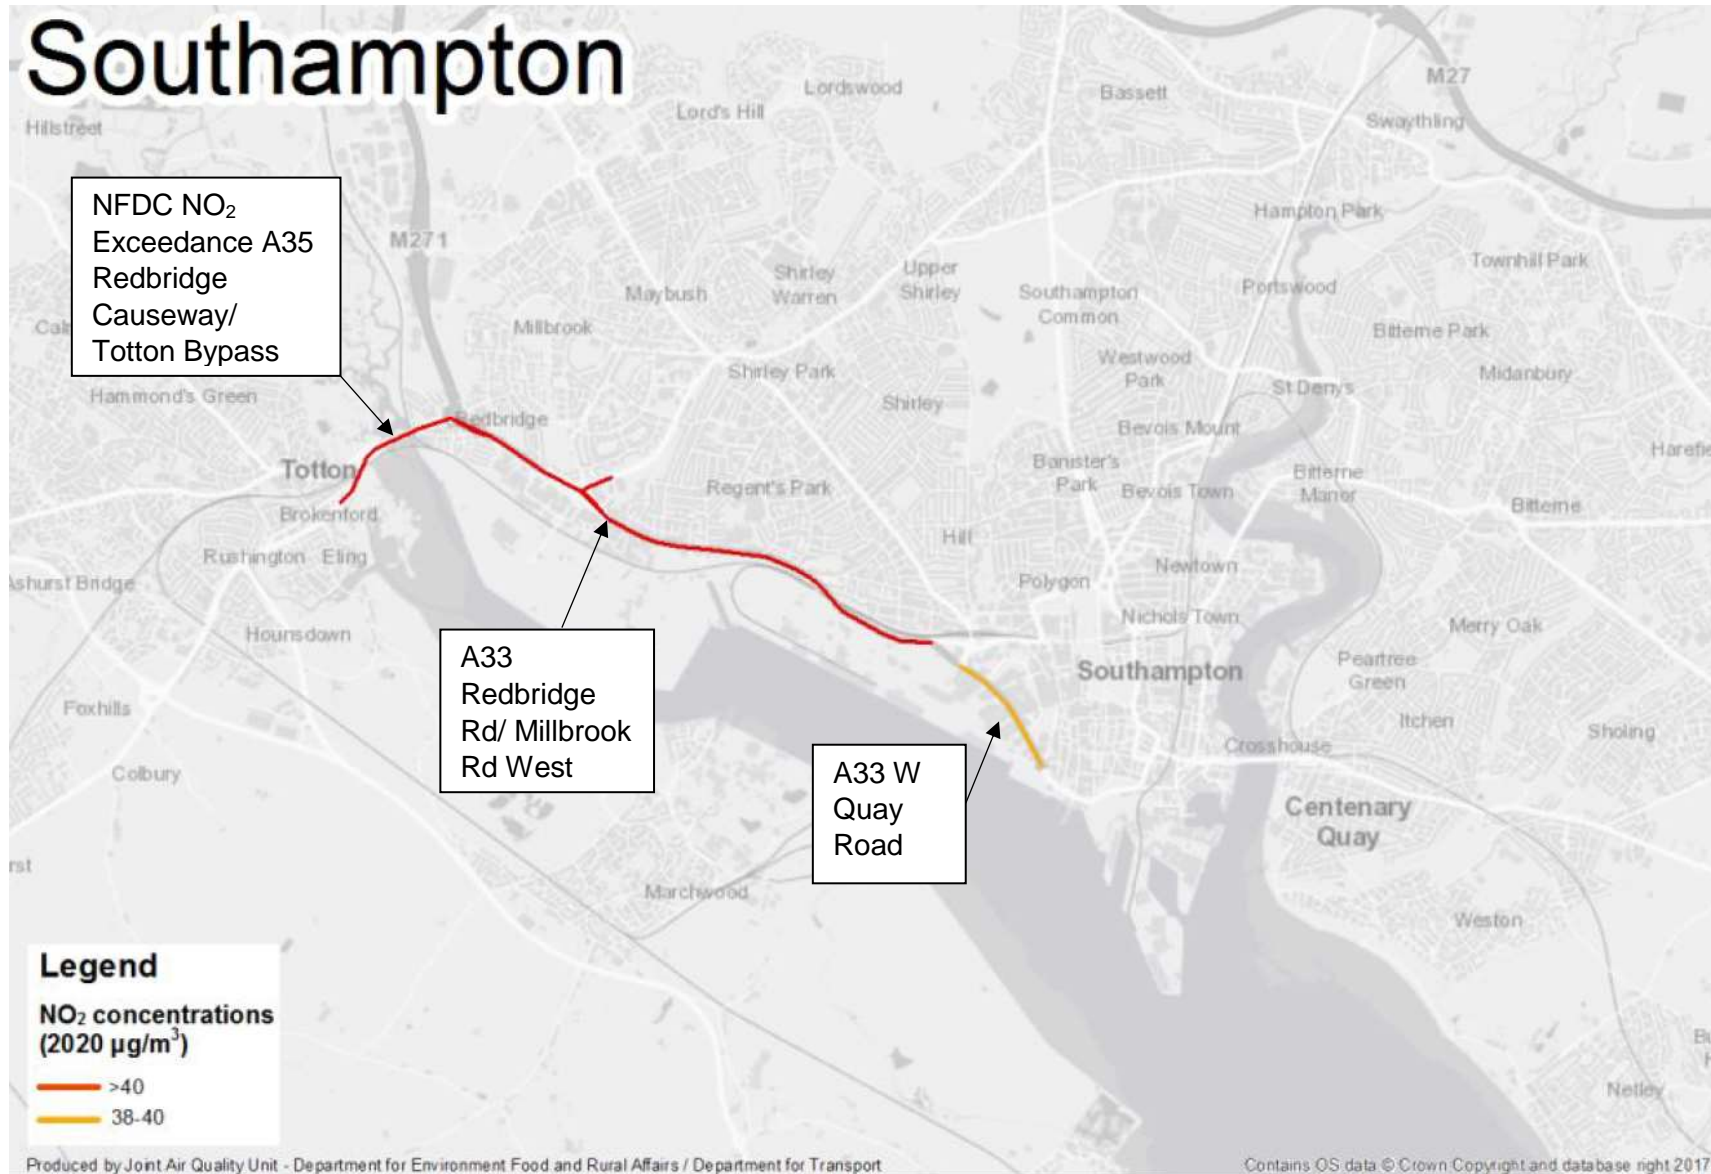 Southampton
M27
Lordswood
Bassett
Lord's Hill
Swaythling
Hillstreet
NFDC NO₂
Exceedance A35
Redbridge
Causeway/
Totton Bypass
M271
Hampton Park
Townhill Park
Upper
Shirley
Shirley
Warren
Maybush
Southampton
Common
Portswood
Millbrook
Bitterne Park
Westwood
Park
Shirley Park
Midanbury
St Denys
Hammond's Green
Shirley
Redbridge
Bevois Mount
Totton
Banister's
Park
Bitterne
Manor
Regent's Park
Bevois Town
Bitterne
Brokenford
Hill
Rushington
Eling
Newtown
Ashurst Bridge
Polygon
Nichols Town
Hounsdown
Merry Oak
A33
Redbridge
Rd/ Millbrook
Rd West
Southampton
Peartree
Green
Foxhills
Itchen
Sholing
Crosshouse
Colbury
A33 W
Quay
Road
Centenary
Quay
rst
Marchwood
Weston
Netley
Legend
NO₂ concentrations
(2020 µg/m³)
>40
38-40
Produced by Joint Air Quality Unit - Department for Environment Food and Rural Affairs / Department for Transport
Contains OS data © Crown Copyright and database right 2017